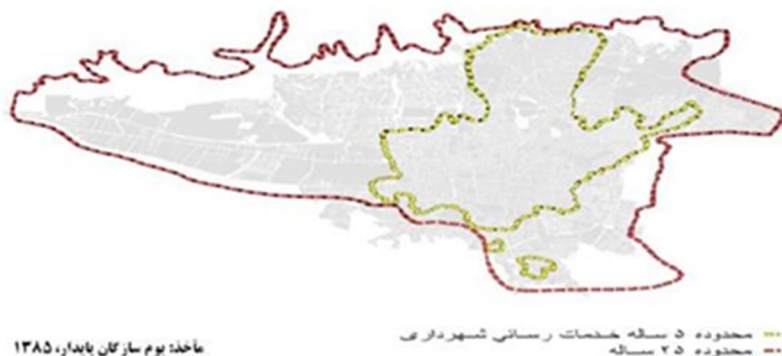 محدوده ۵ ساله خدمات رسانی شهرداری
محدوده ۲۵ ساله
مأخذ: بوم سازگان پایدار، ۱۳۸۵